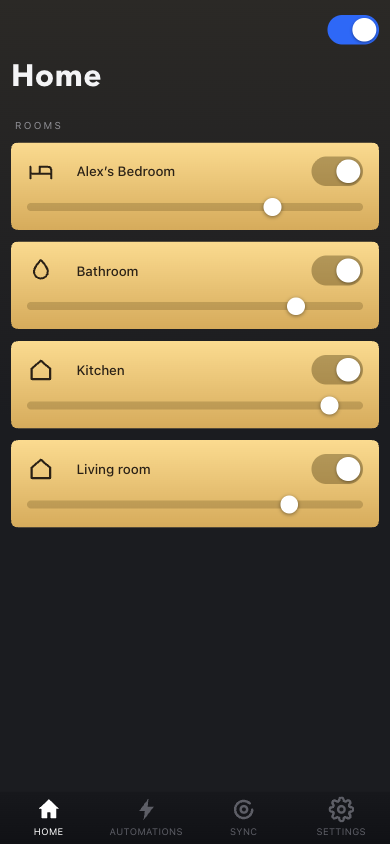 Home
ROOMS
Alex's Bedroom
Bathroom
Kitchen
Living room
HOME
AUTOMATIONS
SYNC
SETTINGS